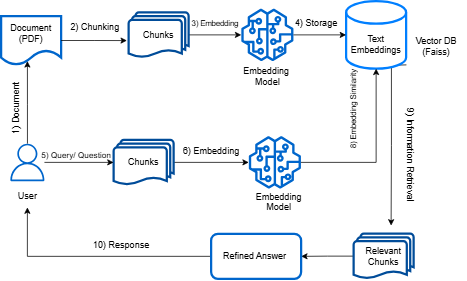 Document
(PDF)
2) Chunking
Chunks
3) Embedding
Embedding
Model
4) Storage
Text
Embeddings
Vector DB
(Faiss)
1) Document
User
5) Query/ Question
Chunks
6) Embedding
Embedding
Model
8) Embedding Similarity
9) Information Retrieval
Relevant
Chunks
Refined Answer
10) Response